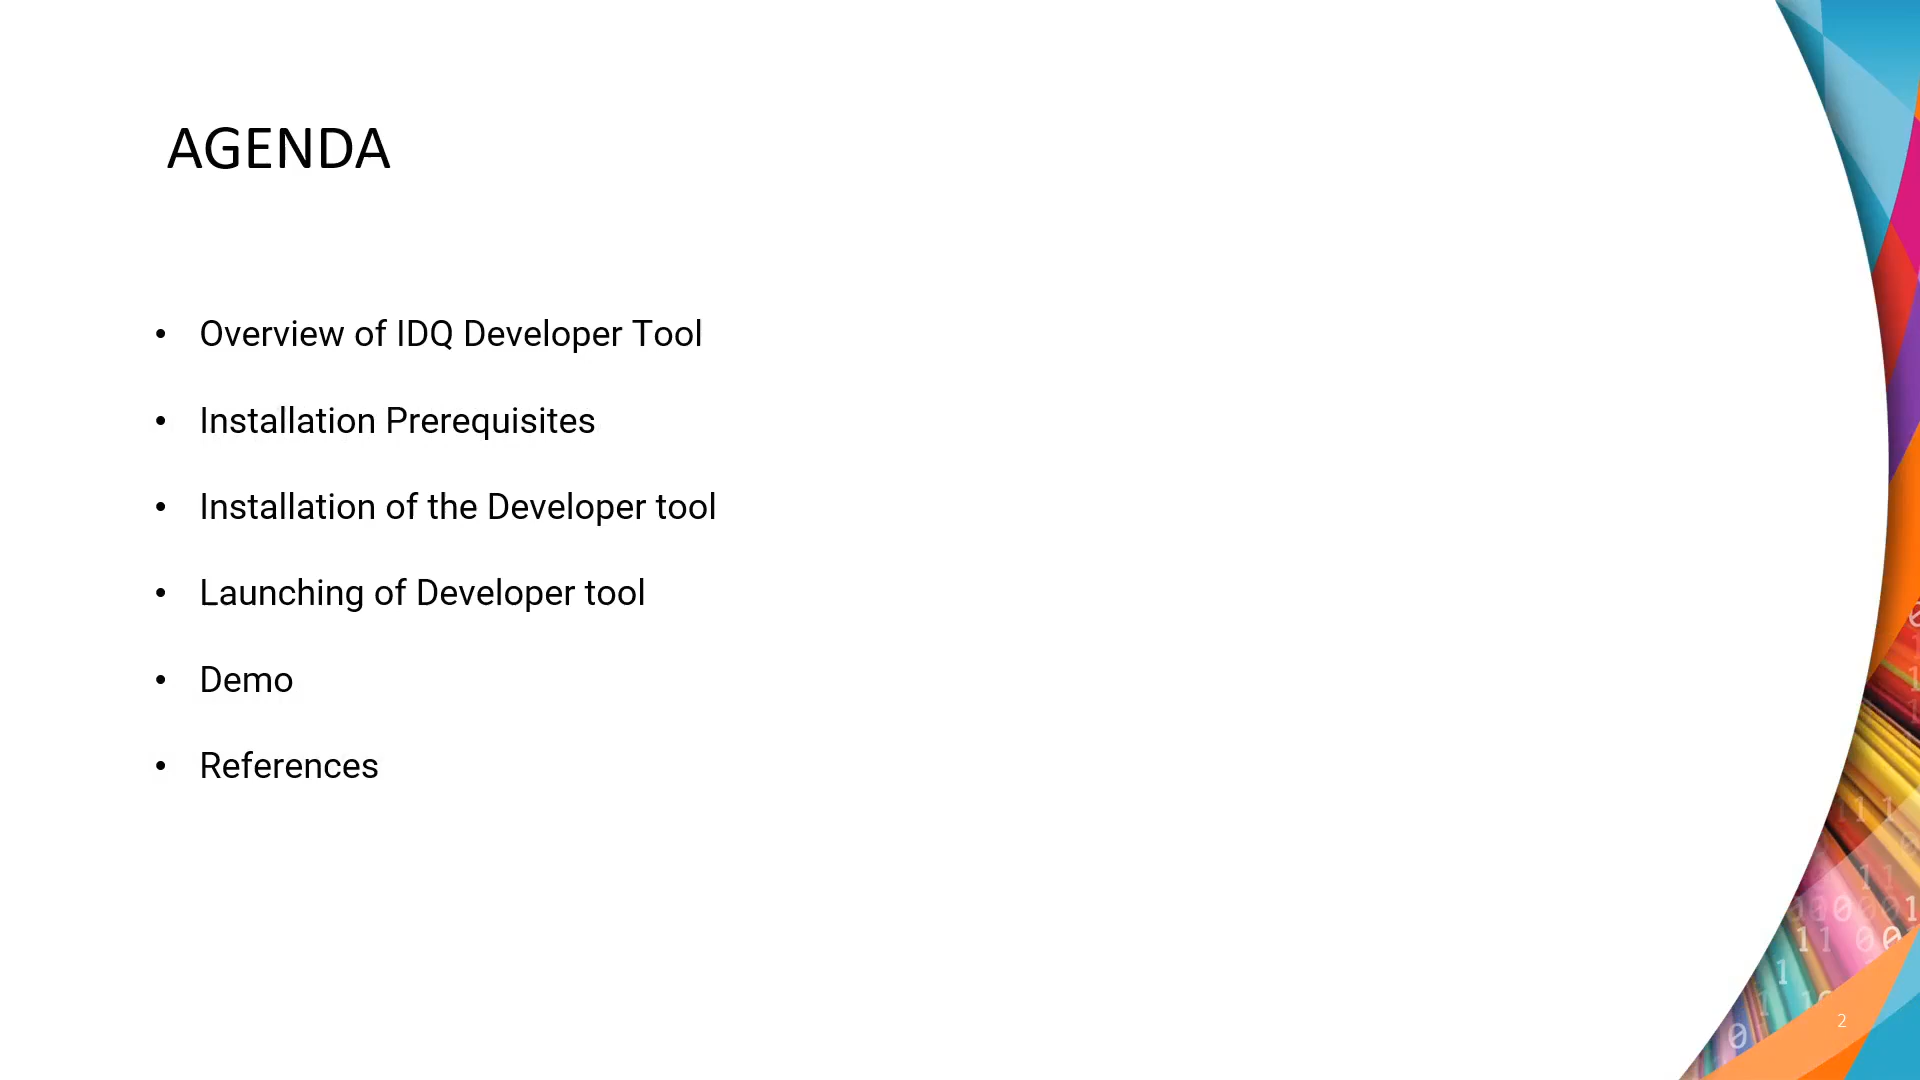 AGENDA
• Overview of IDQ Developer Tool
• Installation Prerequisites
• Installation of the Developer tool
• Launching of Developer tool
• Demo
• References
2